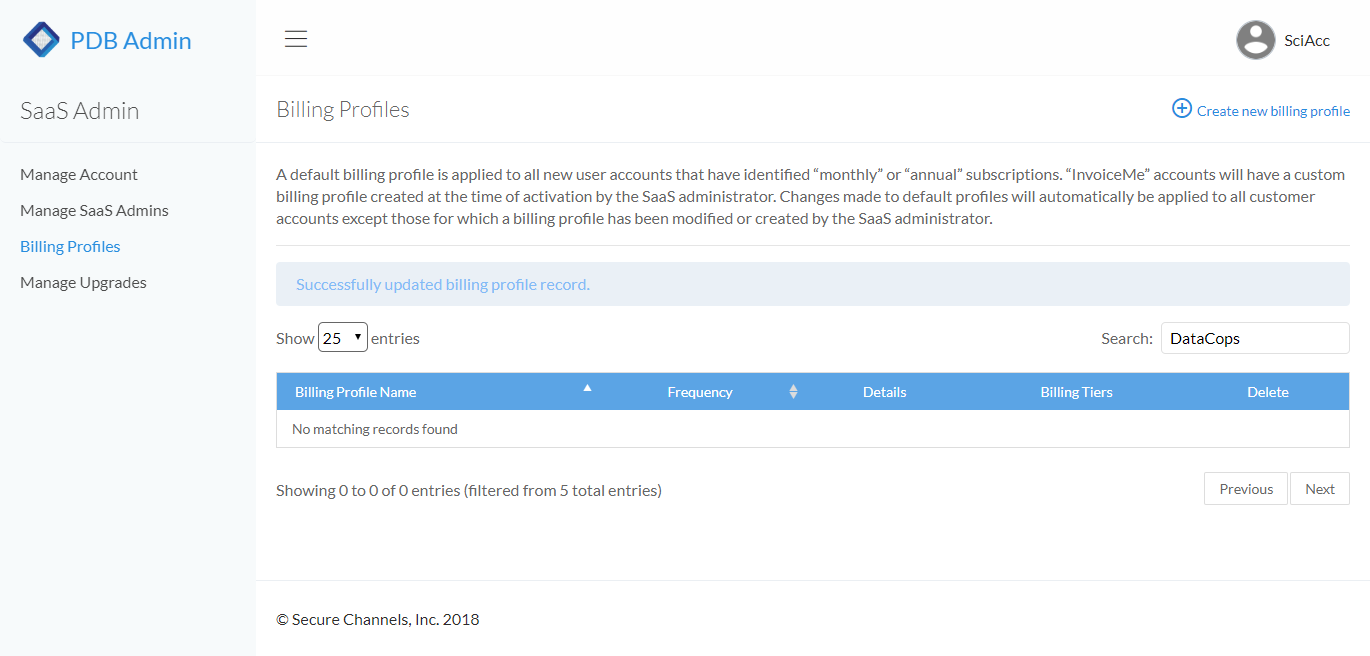 PDB Admin
SciAcc
SaaS Admin
Manage Account
Manage SaaS Admins
Billing Profiles
Manage Upgrades
Billing Profiles
Create new billing profile
A default billing profile is applied to all new user accounts that have identified “monthly” or “annual” subscriptions. “InvoiceMe” accounts will have a custom
billing profile created at the time of activation by the SaaS administrator. Changes made to default profiles will automatically be applied to all customer
accounts except those for which a billing profile has been modified or created by the SaaS administrator.
Successfully updated billing profile record.
Show 25 entries
Search: DataCops
Billing Profile Name Frequency Details Billing Tiers Delete
No matching records found
Showing 0 to 0 of 0 entries (filtered from 5 total entries)
Previous Next
© Secure Channels, Inc. 2018